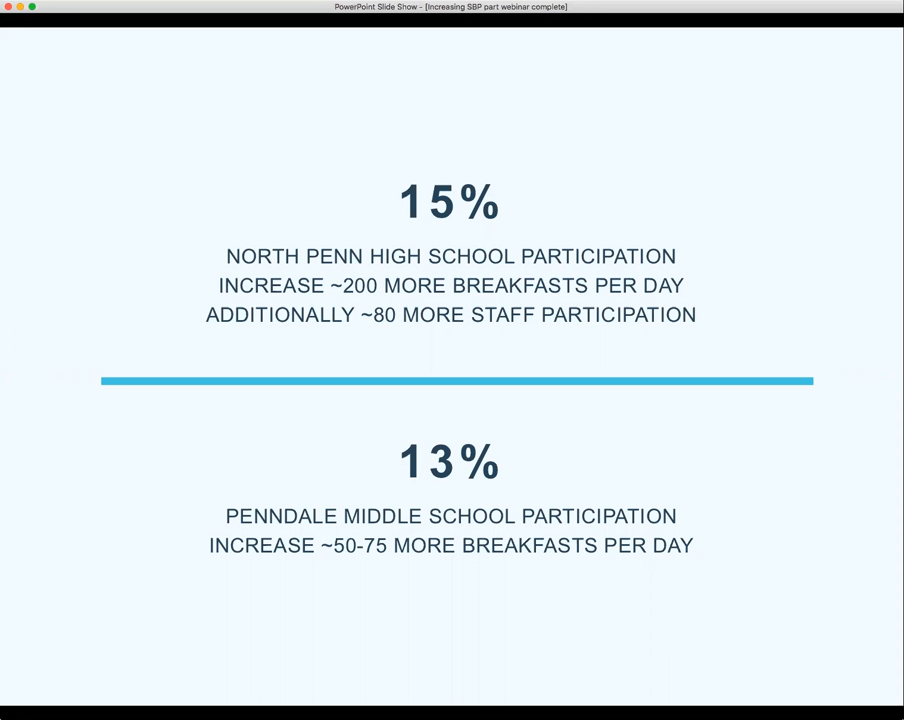 PowerPoint Slide Show - [Increasing SBP part webinar complete]
15%
NORTH PENN HIGH SCHOOL PARTICIPATION
INCREASE ~200 MORE BREAKFASTS PER DAY
ADDITIONALLY ~80 MORE STAFF PARTICIPATION
13%
PENNDALE MIDDLE SCHOOL PARTICIPATION
INCREASE ~50-75 MORE BREAKFASTS PER DAY